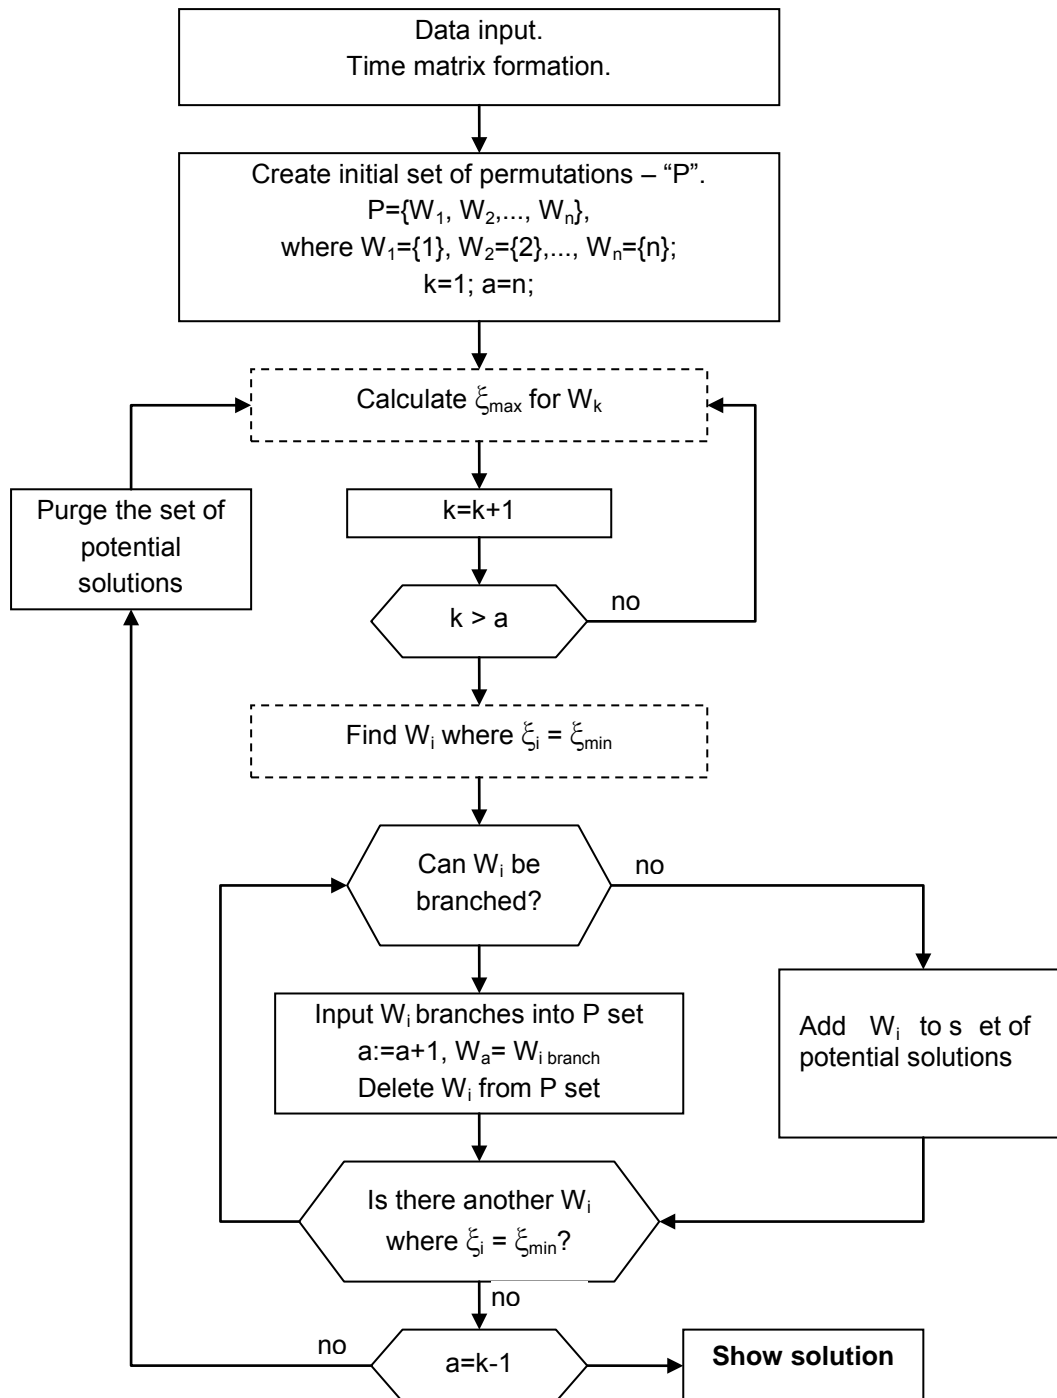 Data input.
Time matrix formation.
Create initial set of permutations – “P”.
P={W1, W2,..., Wn},
where W1={1}, W2={2},..., Wn={n};
k=1; a=n;
Calculate ξmax for Wk
Purge the set of
potential
solutions
k=k+1
k > a
no
Find Wi where ξi = ξmin
Can Wi be
branched?
no
Input Wi branches into P set
a:=a+1, Wa= Wi branch
Delete Wi from P set
Add Wi to s et of
potential solutions
Is there another Wi
where ξi = ξmin?
no
no
a=k-1
Show solution